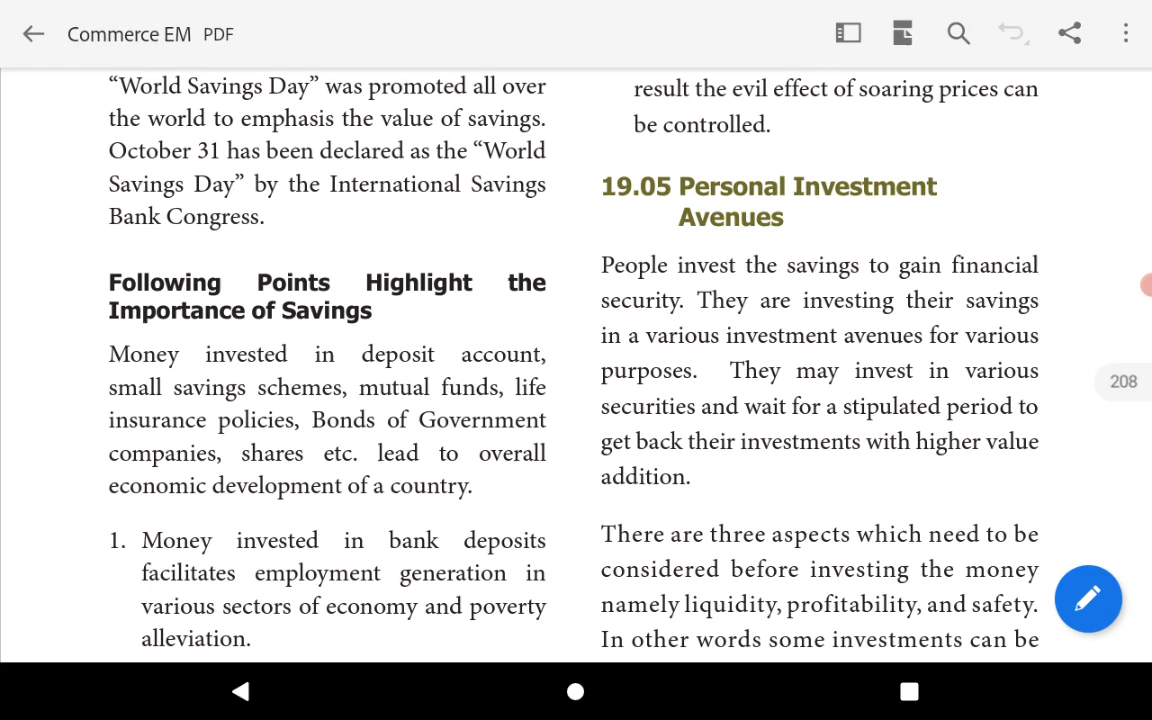 Commerce EM PDF
“World Savings Day” was promoted all over
the world to emphasis the value of savings.
October 31 has been declared as the “World
Savings Day” by the International Savings
Bank Congress.
Following Points Highlight the
Importance of Savings
Money invested in deposit account,
small savings schemes, mutual funds, life
insurance policies, Bonds of Government
companies, shares etc. lead to overall
economic development of a country.
1. Money invested in bank deposits
facilitates employment generation in
various sectors of economy and poverty
alleviation.
result the evil effect of soaring prices can
be controlled.
19.05 Personal Investment
Avenues
People invest the savings to gain financial
security. They are investing their savings
in a various investment avenues for various
purposes. They may invest in various
securities and wait for a stipulated period to
get back their investments with higher value
addition.
There are three aspects which need to be
considered before investing the money
namely liquidity, profitability, and safety.
In other words some investments can be
208